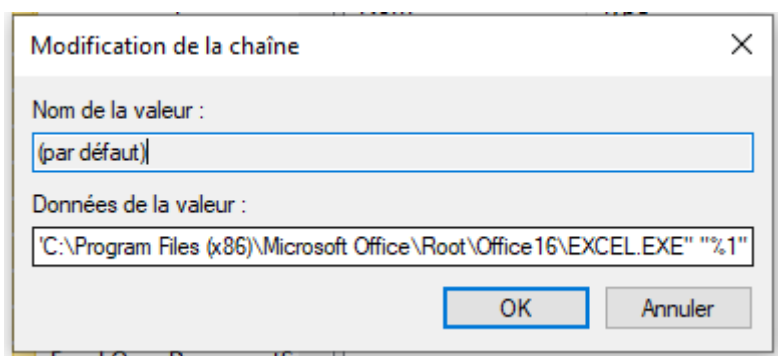 Modification de la chaîne
Nom de la valeur :
(par défaut)
Données de la valeur :
"C:\Program Files (x86)\Microsoft Office\Root\Office16\EXCEL.EXE" "%1"
OK
Annuler